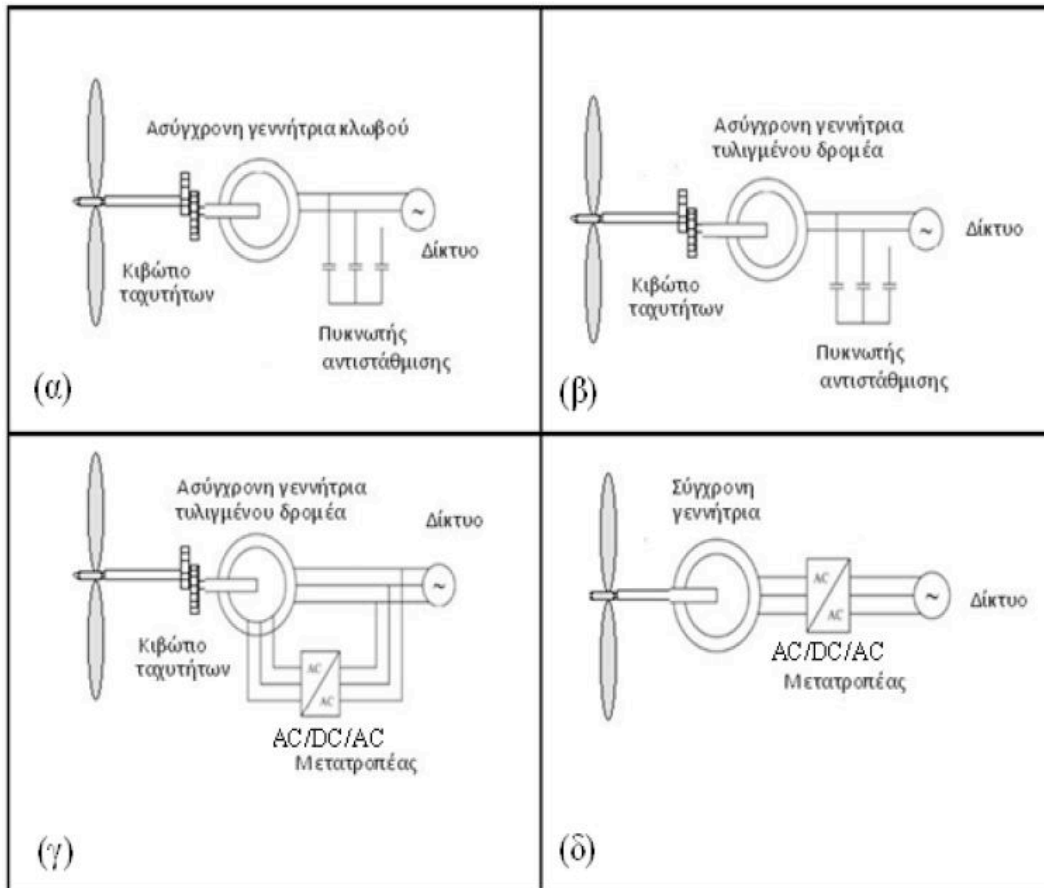 Ασύγχρονη γεννήτρια κλωβού
~
Δίκτυο
Κιβώτιο
ταχυτήτων
Πυκνωτής
αντιστάθμισης
(α)
Ασύγχρονη γεννήτρια
τυλιγμένου δρομέα
~
Δίκτυο
Κιβώτιο
ταχυτήτων
Πυκνωτής
αντιστάθμισης
(β)
Ασύγχρονη γεννήτρια
τυλιγμένου δρομέα
Δίκτυο
~
Κιβώτιο
ταχυτήτων
AC
AC
AC/DC/AC
Μετατροπέας
(γ)
Σύγχρονη
γεννήτρια
AC
AC
~
Δίκτυο
AC/DC/AC
Μετατροπέας
(δ)